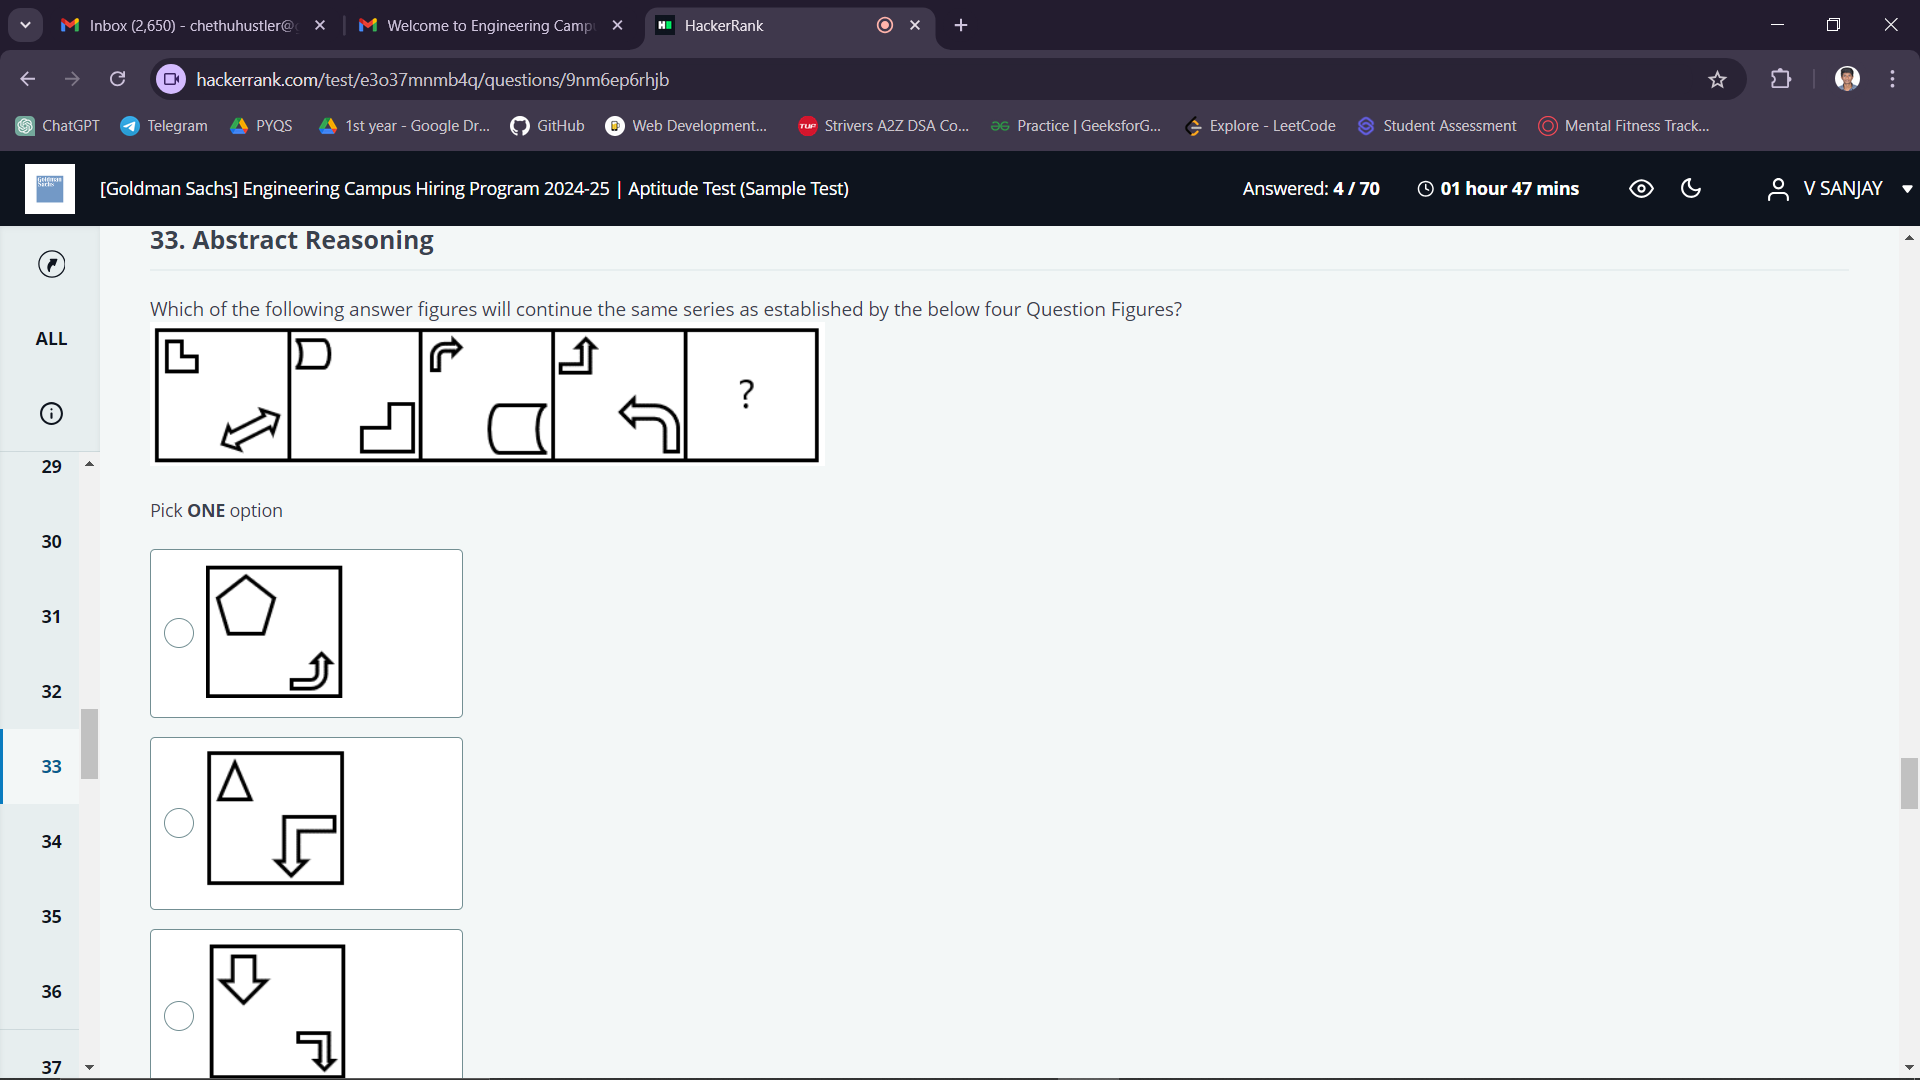 Inbox (2,650) - chethuhustler@
Welcome to Engineering Camp
HackerRank
hackerrank.com/test/e3o37mnmb4q/questions/9nm6ep6rhjb
ChatGPT
Telegram
PYQS
1st year - Google Dr...
GitHub
Web Development...
TUF Strivers A2Z DSA Co...
Practice | GeeksforG...
Explore - LeetCode
Student Assessment
Mental Fitness Track...
Goldman Sachs
[Goldman Sachs] Engineering Campus Hiring Program 2024-25 | Aptitude Test (Sample Test)
Answered: 4 / 70
01 hour 47 mins
V SANJAY
33. Abstract Reasoning
Which of the following answer figures will continue the same series as established by the below four Question Figures?
?
Pick ONE option
ALL
29
30
31
32
33
34
35
36
37